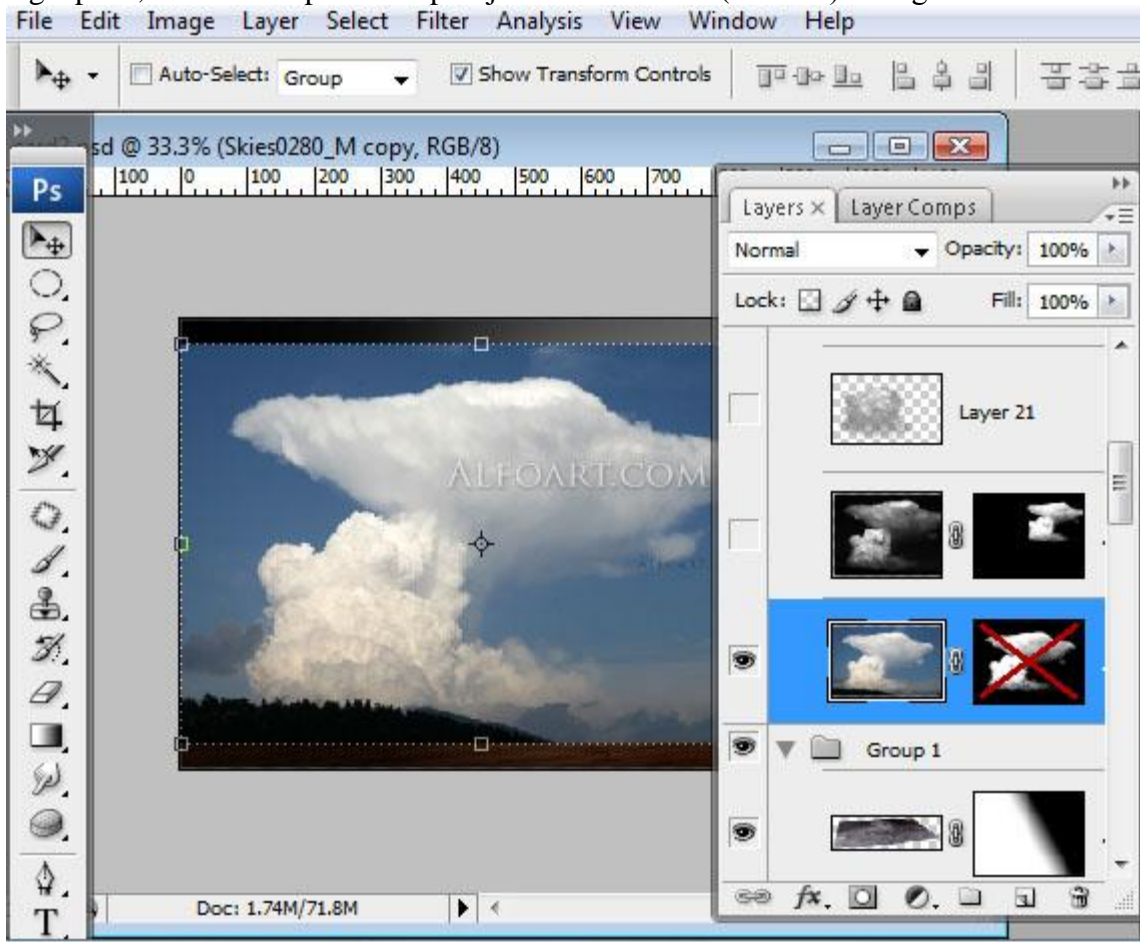 File Edit Image Layer Select Filter Analysis View Window Help
Auto-Select: Group Show Transform Controls
sd @ 33.3% (Skies0280_M copy, RGB/8)
100 0 100 200 300 400 500 600 700
Ps
Layers × Layer Comps
Normal Opacity: 100%
Lock: Fill: 100%
Layer 21
ALFOART.COM
Group 1
fx.
Doc: 1.74M/71.8M
T